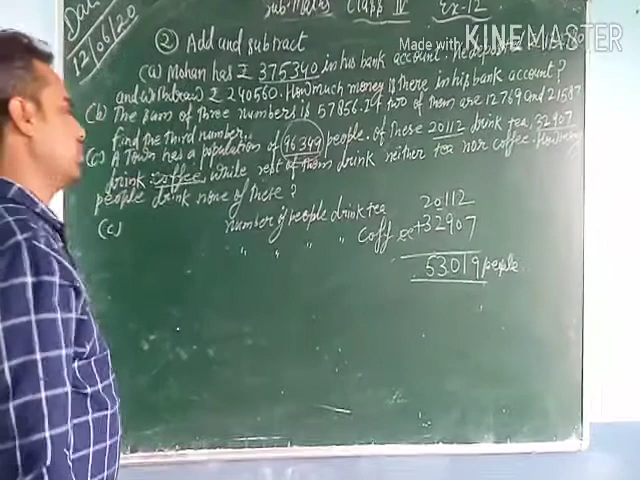 Date
12/06/20
Sub-Maths Class IV Ex-12
② Add and subtract
(a) Mohan has ₹ 375340 in his bank account. He deposited
and withdraw ₹ 240560. How much money is there in his bank account?
(b) The sum of three numbers is 57856. If two of them are 12769 and 21587
find the third number.
(c) A Town has a population of 96349 people. of these 20112 drink tea, 32907
drink coffee, while rest of them drink neither tea nor coffee. How many
people drink none of these?
(c) number of people drink tea 20112
" " " " coffee +32907
53019 people
Made with KINEMASTER